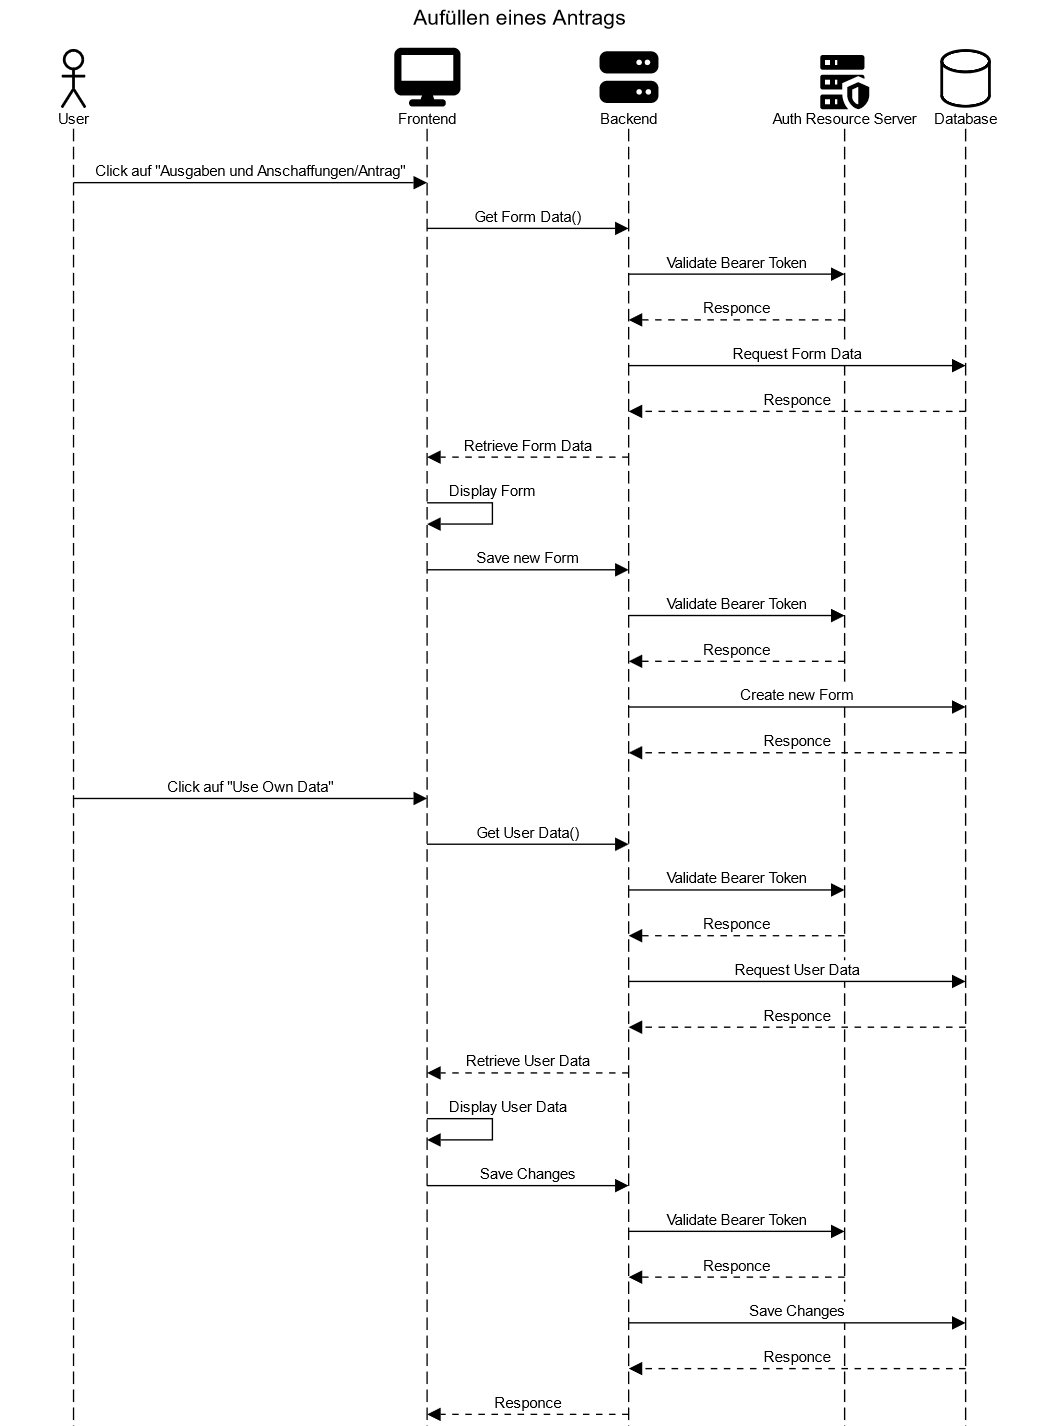 Aufüllen eines Antrags
User
Frontend
Backend
Auth Resource Server
Database
Click auf "Ausgaben und Anschaffungen/Antrag"
Get Form Data()
Validate Bearer Token
Responce
Request Form Data
Responce
Retrieve Form Data
Display Form
Save new Form
Validate Bearer Token
Responce
Create new Form
Responce
Click auf "Use Own Data"
Get User Data()
Validate Bearer Token
Responce
Request User Data
Responce
Retrieve User Data
Display User Data
Save Changes
Validate Bearer Token
Responce
Save Changes
Responce
Responce